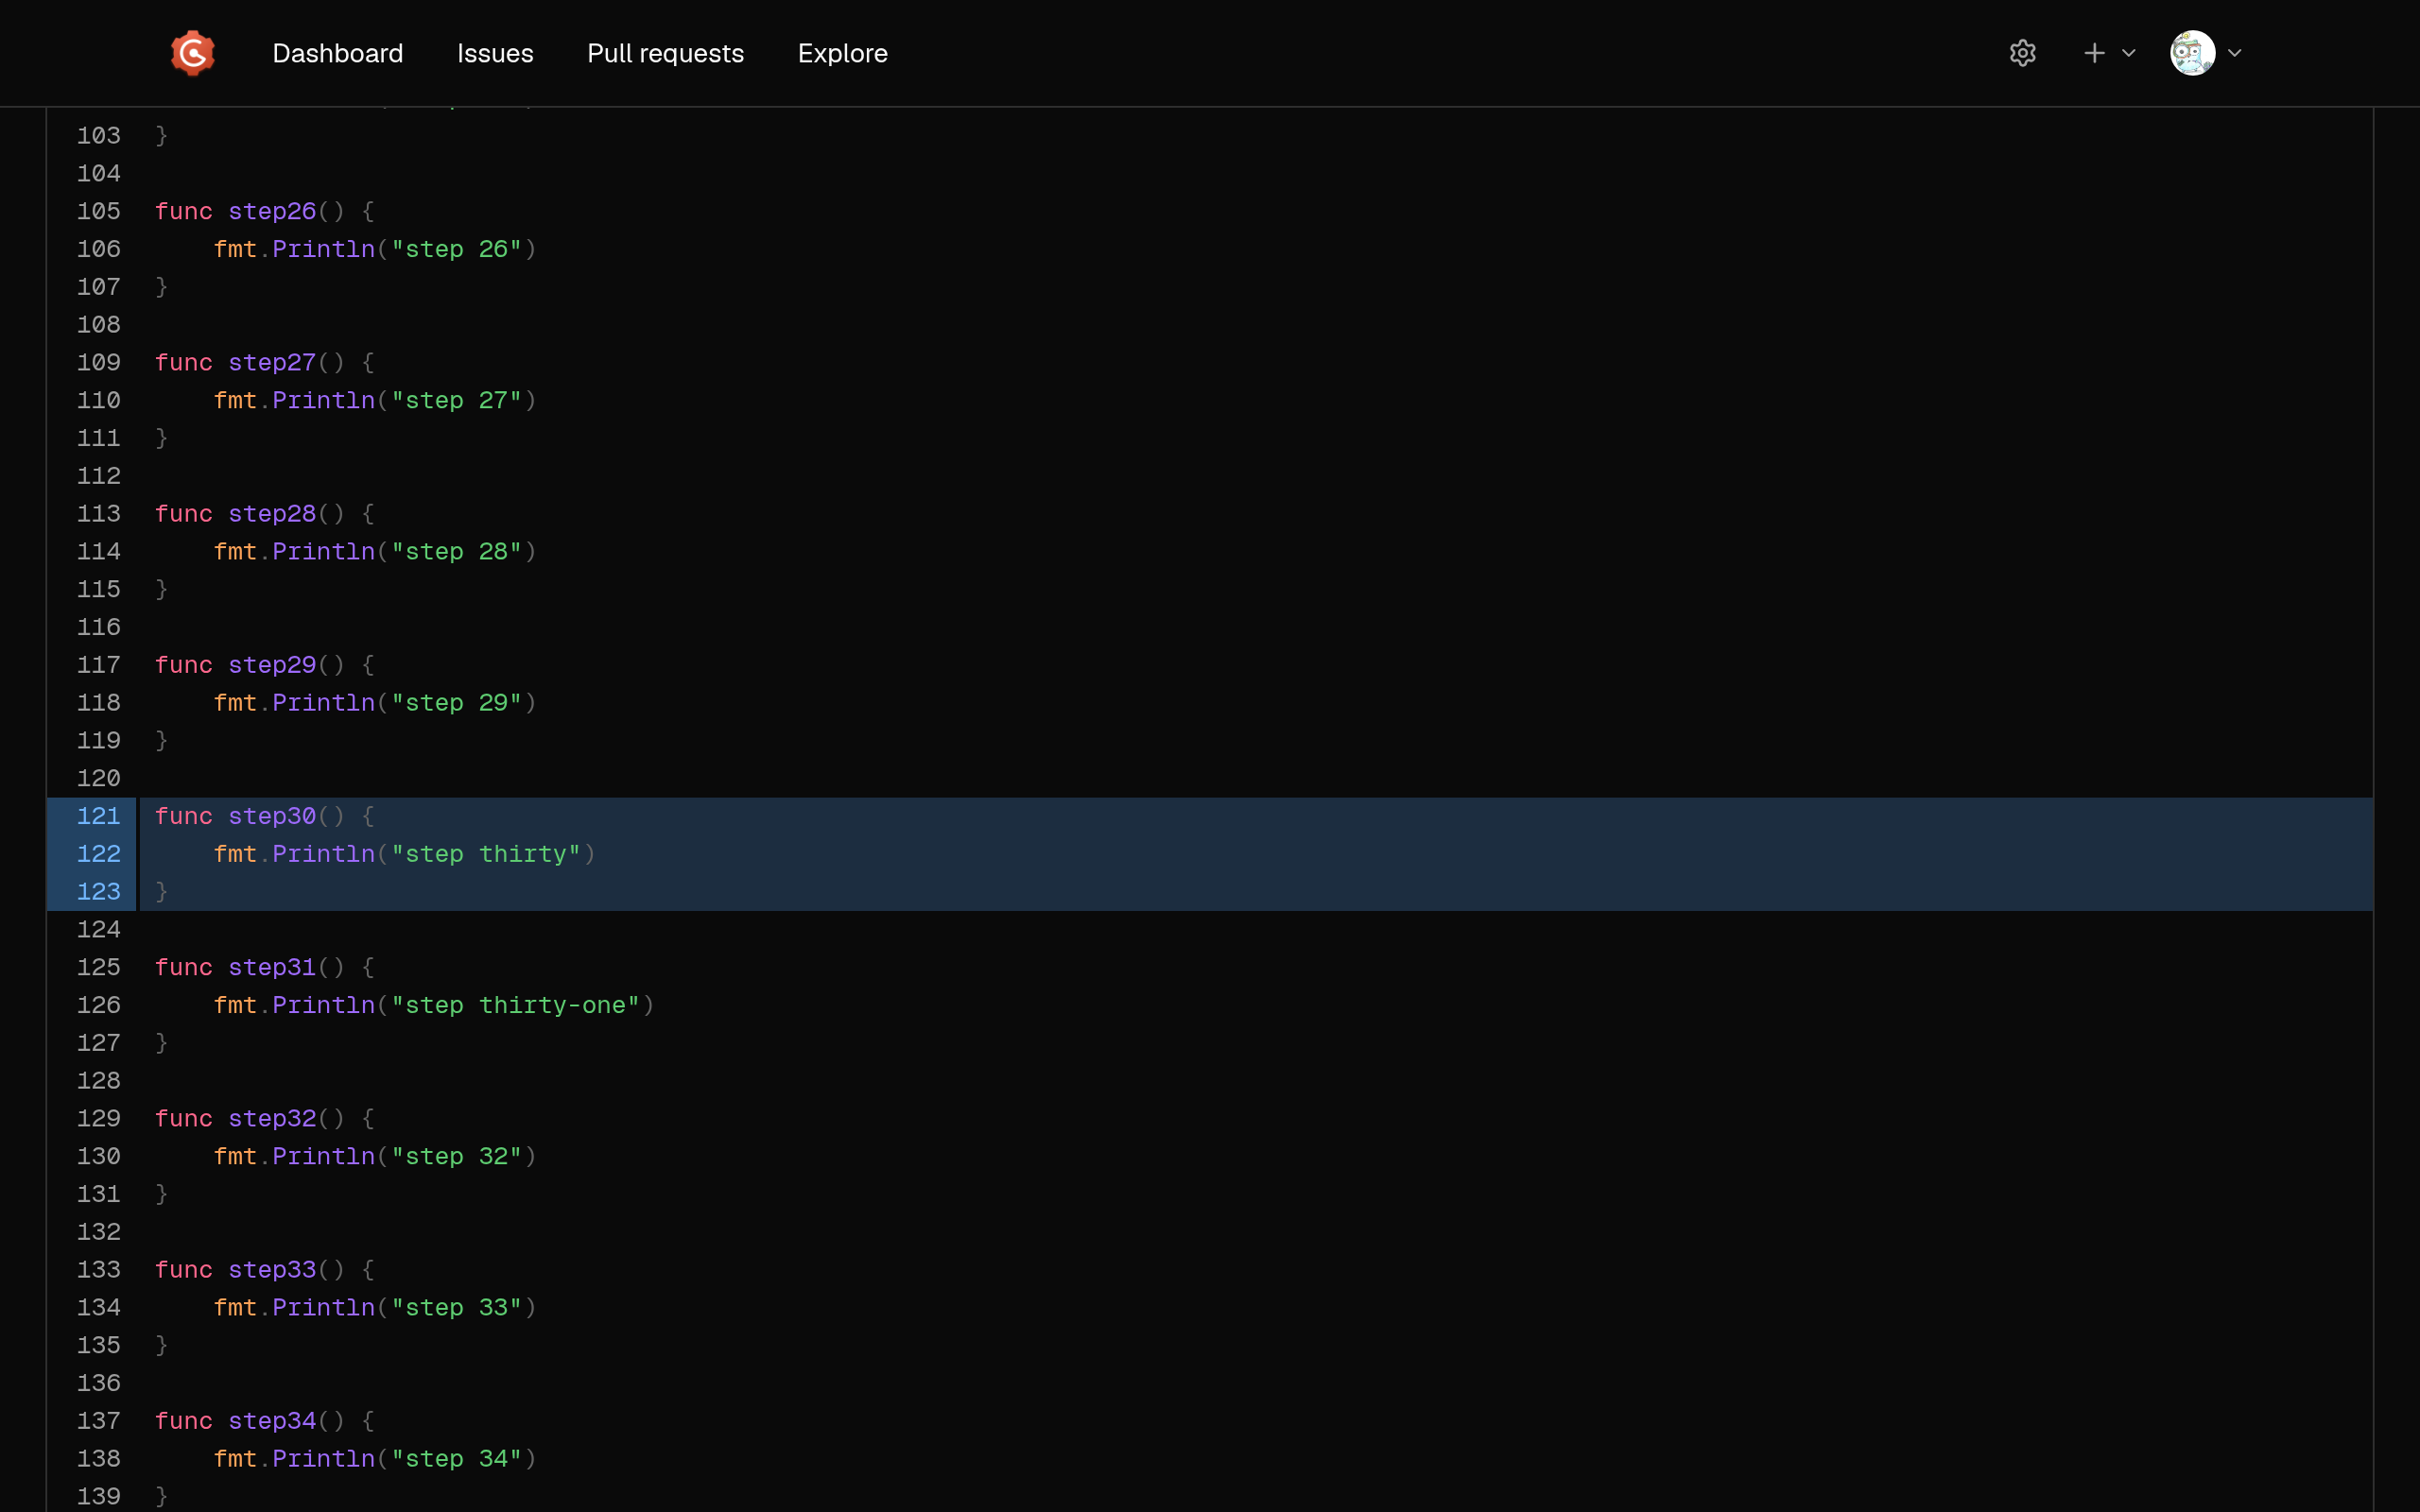 Dashboard Issues Pull requests Explore
103 }
104
105 func step26() {
106     fmt.Println("step 26")
107 }
108
109 func step27() {
110     fmt.Println("step 27")
111 }
112
113 func step28() {
114     fmt.Println("step 28")
115 }
116
117 func step29() {
118     fmt.Println("step 29")
119 }
120
121 func step30() {
122     fmt.Println("step thirty")
123 }
124
125 func step31() {
126     fmt.Println("step thirty-one")
127 }
128
129 func step32() {
130     fmt.Println("step 32")
131 }
132
133 func step33() {
134     fmt.Println("step 33")
135 }
136
137 func step34() {
138     fmt.Println("step 34")
139 }